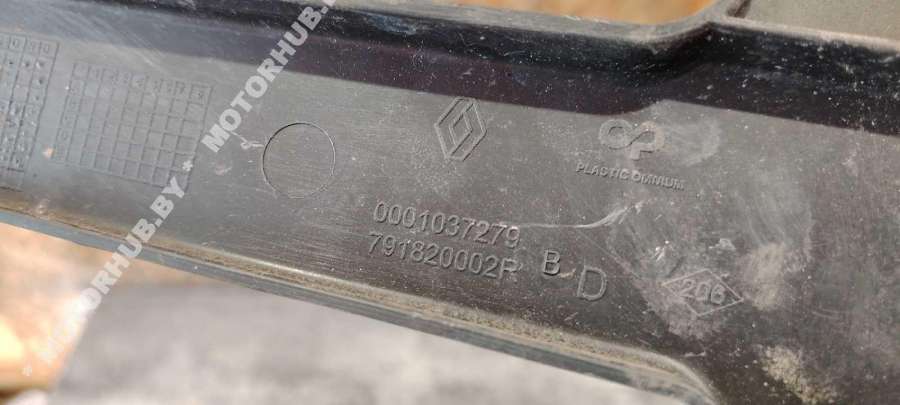 MOTORHUB.BY * MOTORHUB.BY *
PLASTIC OMNIUM
0001037279
791820002R B
D
206